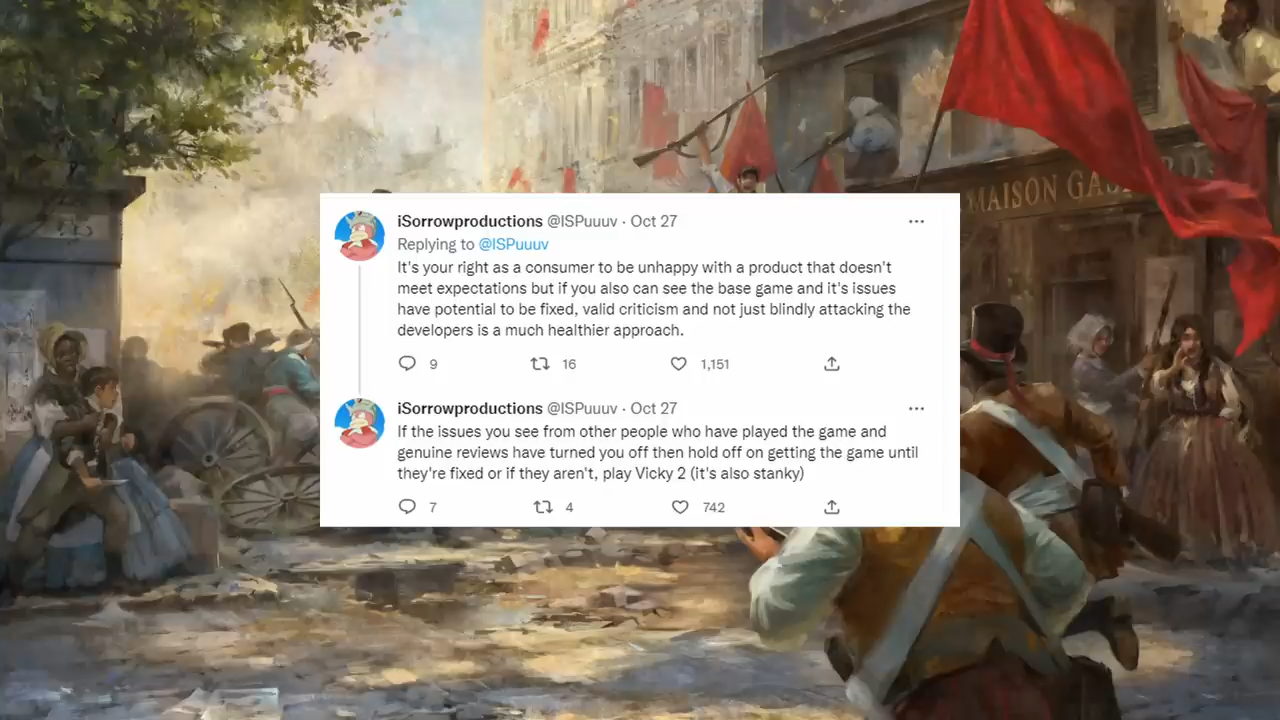 iSorrowproductions @ISPuuuv · Oct 27
Replying to @ISPuuuv
It's your right as a consumer to be unhappy with a product that doesn't
meet expectations but if you also can see the base game and it's issues
have potential to be fixed, valid criticism and not just blindly attacking the
developers is a much healthier approach.
9 16 1,151
iSorrowproductions @ISPuuuv · Oct 27
If the issues you see from other people who have played the game and
genuine reviews have turned you off then hold off on getting the game until
they're fixed or if they aren't, play Vicky 2 (it's also stanky)
7 4 742
MAISON